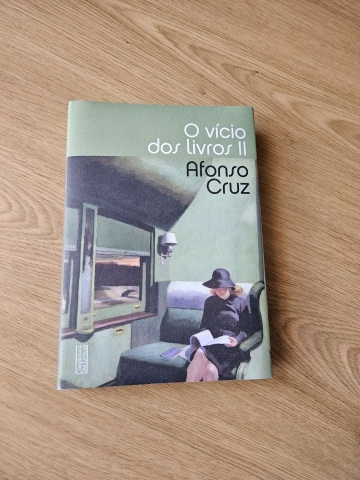 O vício
dos livros II
Afonso
Cruz